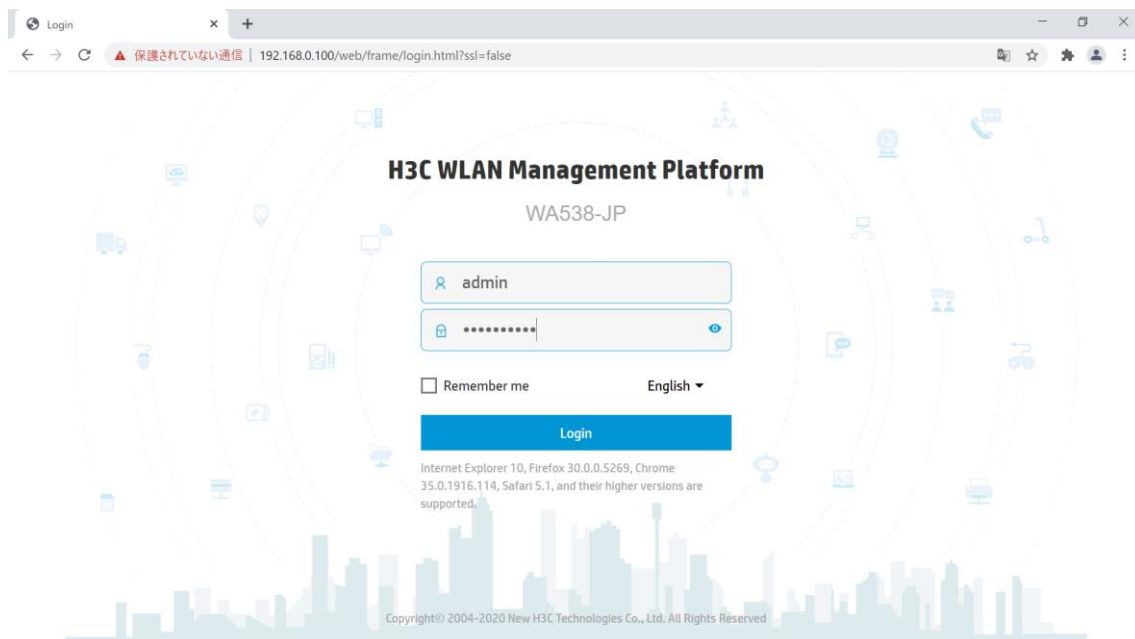 Login
保護されていない通信 | 192.168.0.100/web/frame/login.html?ssl=false
H3C WLAN Management Platform
WA538-JP
admin
••••••••••
Remember me English
Login
Internet Explorer 10, Firefox 30.0.0.5269, Chrome
35.0.1916.114, Safari 5.1, and their higher versions are
supported.
Copyright© 2004-2020 New H3C Technologies Co., Ltd. All Rights Reserved